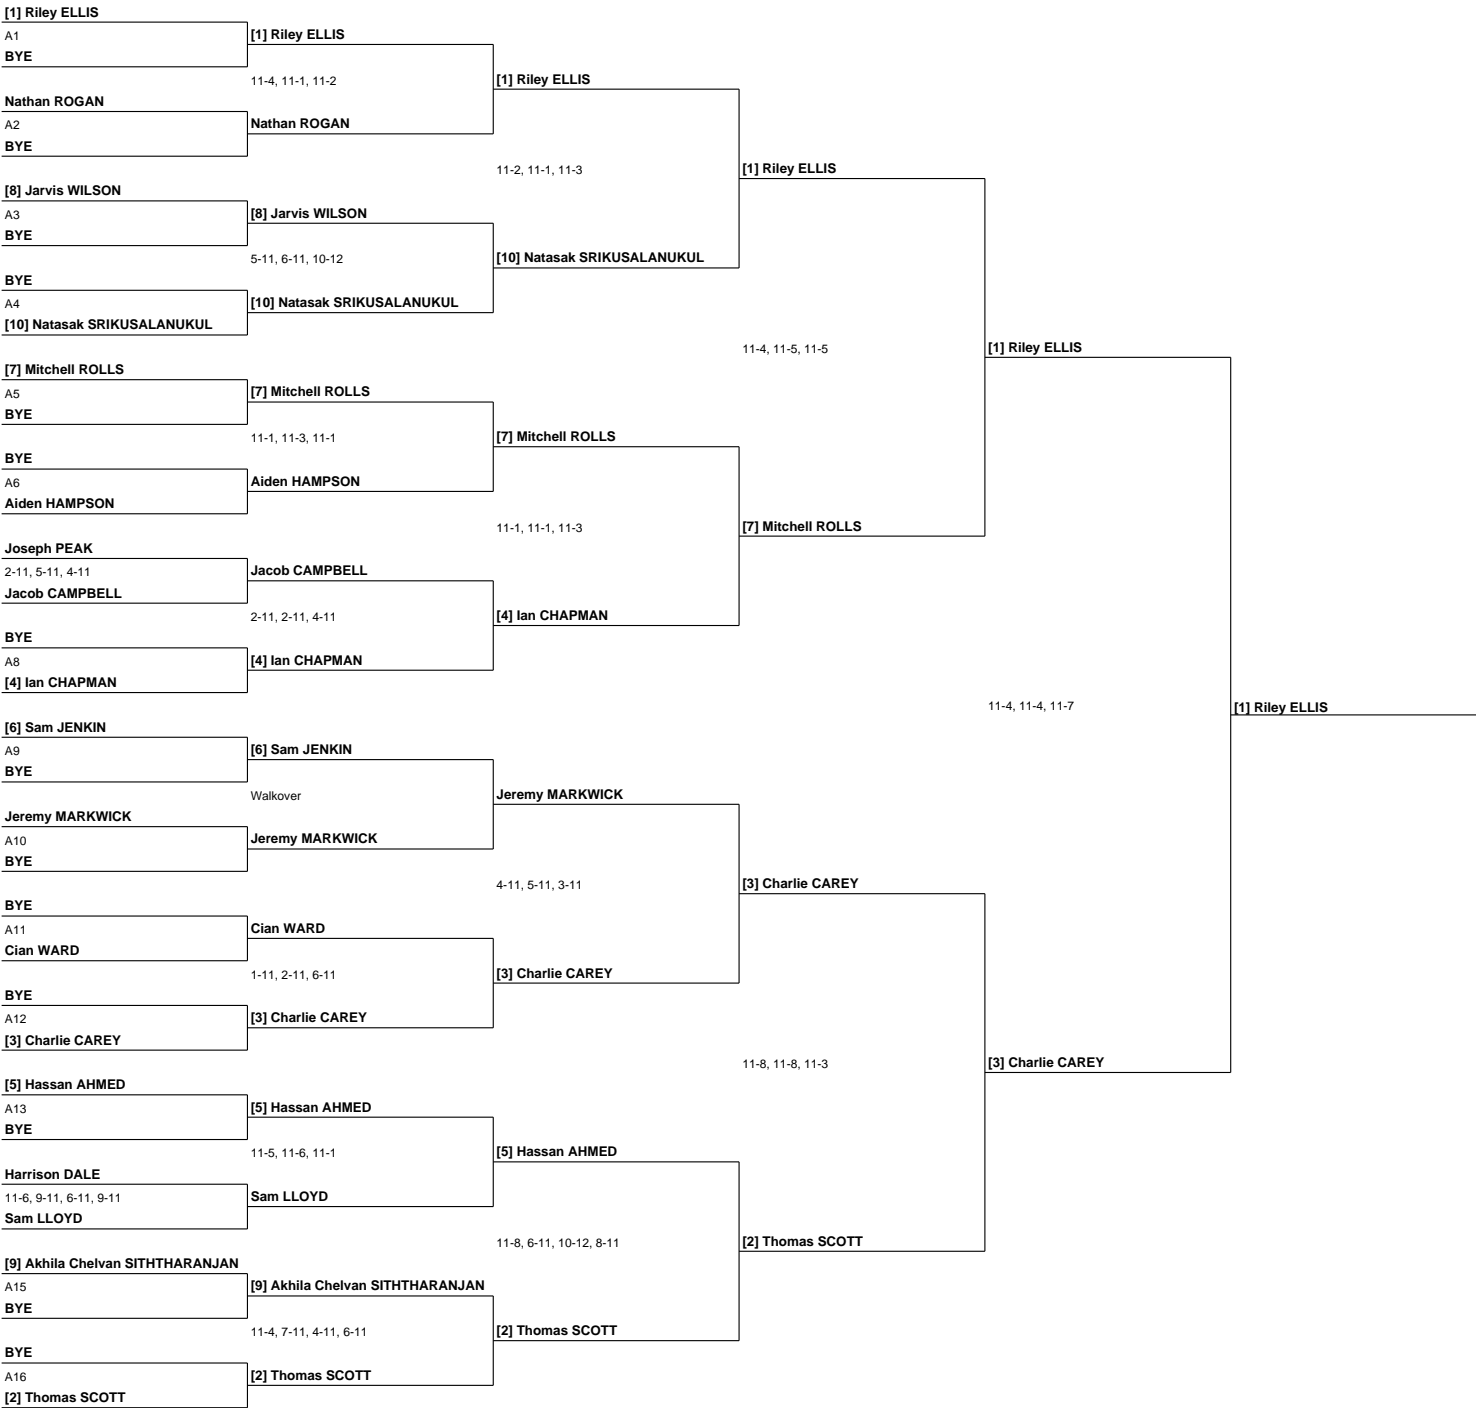 [1] Riley ELLIS
A1
BYE
Nathan ROGAN
A2
BYE
[8] Jarvis WILSON
A3
BYE
BYE
A4
[10] Natasak SRIKUSALANUKUL
[7] Mitchell ROLLS
A5
BYE
BYE
A6
Aiden HAMPSON
Joseph PEAK
2-11, 5-11, 4-11
Jacob CAMPBELL
BYE
A8
[4] Ian CHAPMAN
[6] Sam JENKIN
A9
BYE
Jeremy MARKWICK
A10
BYE
BYE
A11
Cian WARD
BYE
A12
[3] Charlie CAREY
[5] Hassan AHMED
A13
BYE
Harrison DALE
11-6, 9-11, 6-11, 9-11
Sam LLOYD
[9] Akhila Chelvan SITHTHARANJAN
A15
BYE
BYE
A16
[2] Thomas SCOTT
[1] Riley ELLIS
11-4, 11-1, 11-2
Nathan ROGAN
[8] Jarvis WILSON
5-11, 6-11, 10-12
[10] Natasak SRIKUSALANUKUL
[7] Mitchell ROLLS
11-1, 11-3, 11-1
Aiden HAMPSON
Jacob CAMPBELL
2-11, 2-11, 4-11
[4] Ian CHAPMAN
[6] Sam JENKIN
Walkover
Jeremy MARKWICK
Cian WARD
1-11, 2-11, 6-11
[3] Charlie CAREY
[5] Hassan AHMED
11-5, 11-6, 11-1
Sam LLOYD
[9] Akhila Chelvan SITHTHARANJAN
11-4, 7-11, 4-11, 6-11
[2] Thomas SCOTT
[1] Riley ELLIS
11-2, 11-1, 11-3
[10] Natasak SRIKUSALANUKUL
[7] Mitchell ROLLS
11-1, 11-1, 11-3
[4] Ian CHAPMAN
Jeremy MARKWICK
4-11, 5-11, 3-11
[3] Charlie CAREY
[5] Hassan AHMED
11-8, 6-11, 10-12, 8-11
[2] Thomas SCOTT
[1] Riley ELLIS
11-4, 11-5, 11-5
[7] Mitchell ROLLS
[3] Charlie CAREY
11-8, 11-8, 11-3
[2] Thomas SCOTT
[1] Riley ELLIS
11-4, 11-4, 11-7
[3] Charlie CAREY
[1] Riley ELLIS